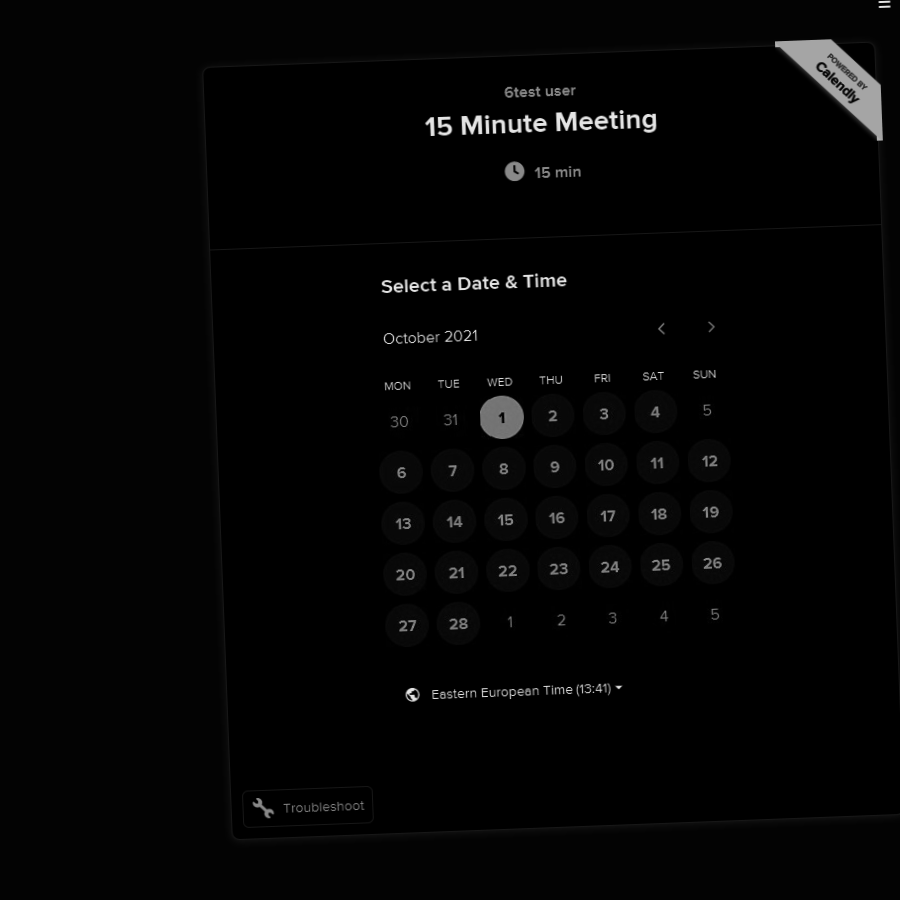 POWERED BY
Calendly
6test user
15 Minute Meeting
15 min
Select a Date & Time
October 2021
MON TUE WED THU FRI SAT SUN
30 31 1 2 3 4 5
6 7 8 9 10 11 12
13 14 15 16 17 18 19
20 21 22 23 24 25 26
27 28 1 2 3 4 5
Eastern European Time (13:41)
Troubleshoot